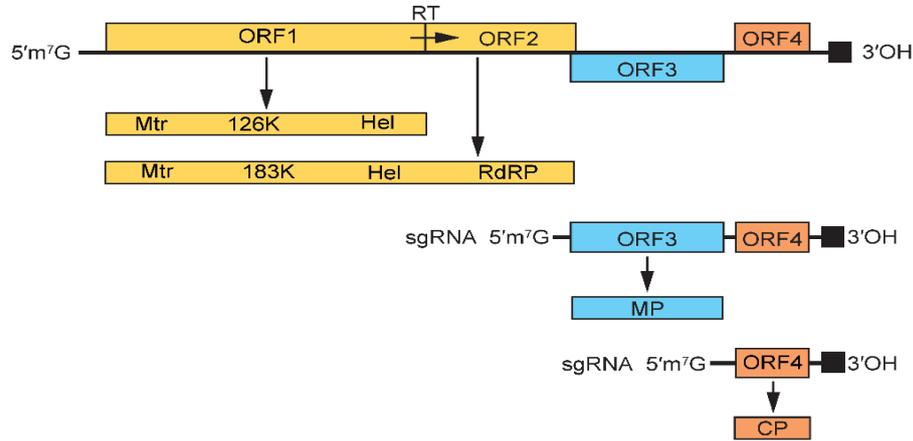 RT
ORF1 ORF2 ORF4
5′m⁷G 3′OH
ORF3
Mtr 126K Hel
Mtr 183K Hel RdRP
sgRNA 5′m⁷G ORF3 ORF4 3′OH
MP
sgRNA 5′m⁷G ORF4 3′OH
CP